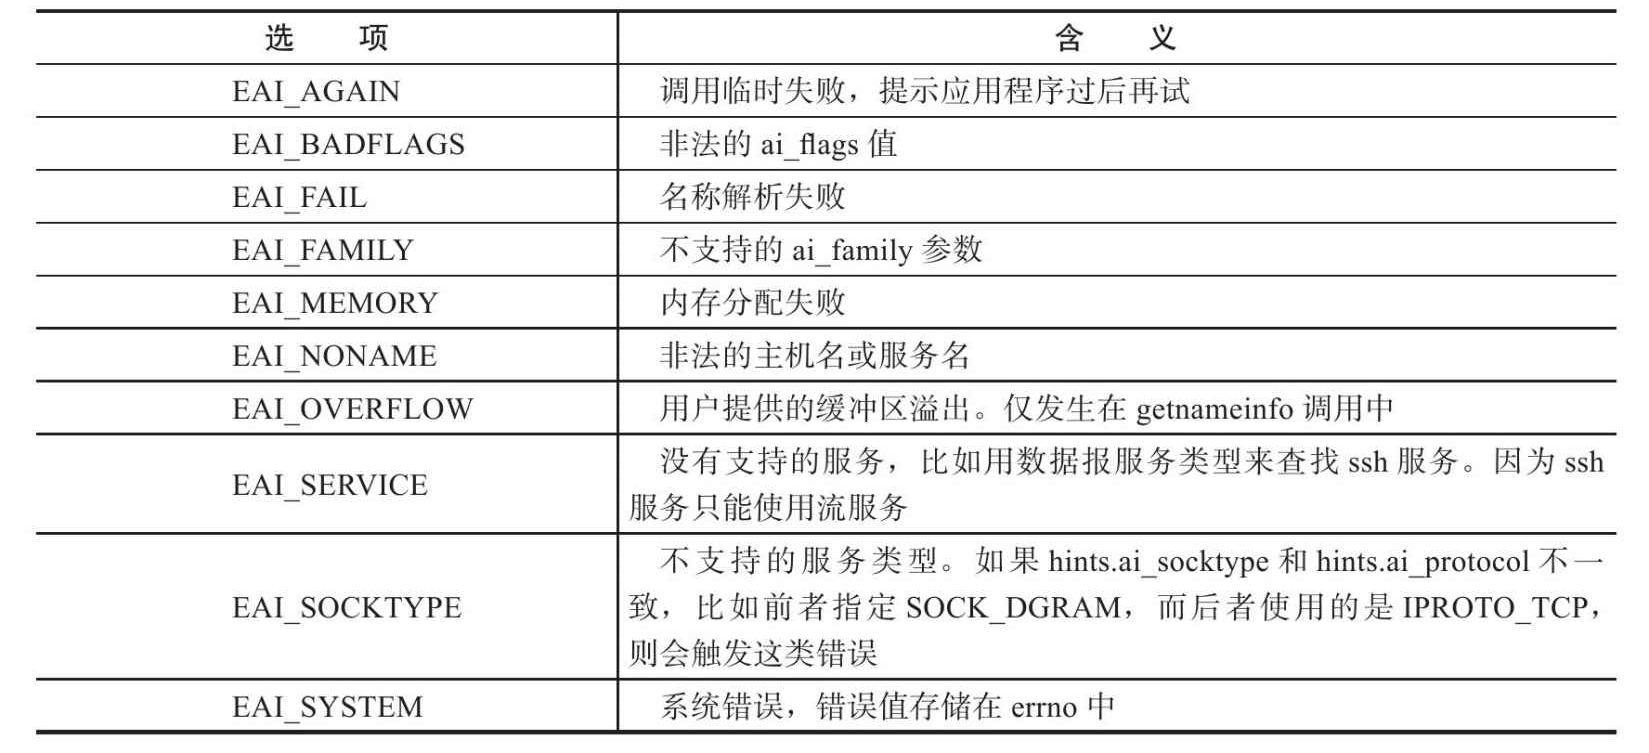 选 项 含 义
EAI_AGAIN 调用临时失败，提示应用程序过后再试
EAI_BADFLAGS 非法的 ai_flags 值
EAI_FAIL 名称解析失败
EAI_FAMILY 不支持的 ai_family 参数
EAI_MEMORY 内存分配失败
EAI_NONAME 非法的主机名或服务名
EAI_OVERFLOW 用户提供的缓冲区溢出。仅发生在 getnameinfo 调用中
EAI_SERVICE 没有支持的服务，比如用数据报服务类型来查找 ssh 服务。因为 ssh
服务只能使用流服务
EAI_SOCKTYPE 不支持的服务类型。如果 hints.ai_socktype 和 hints.ai_protocol 不一
致，比如前者指定 SOCK_DGRAM，而后者使用的是 IPROTO_TCP，
则会触发这类错误
EAI_SYSTEM 系统错误，错误值存储在 errno 中